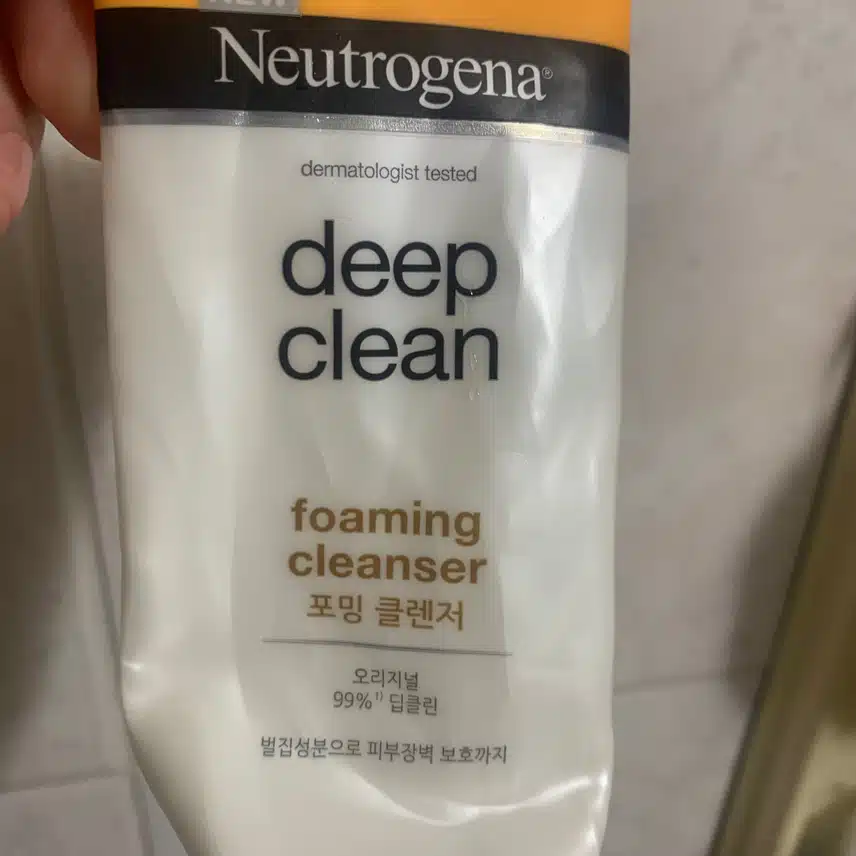 NEW
Neutrogena®
dermatologist tested
deep
clean
foaming
cleanser
포밍 클렌저
오리지널
99%¹⁾ 딥클린
벌집성분으로 피부장벽 보호까지